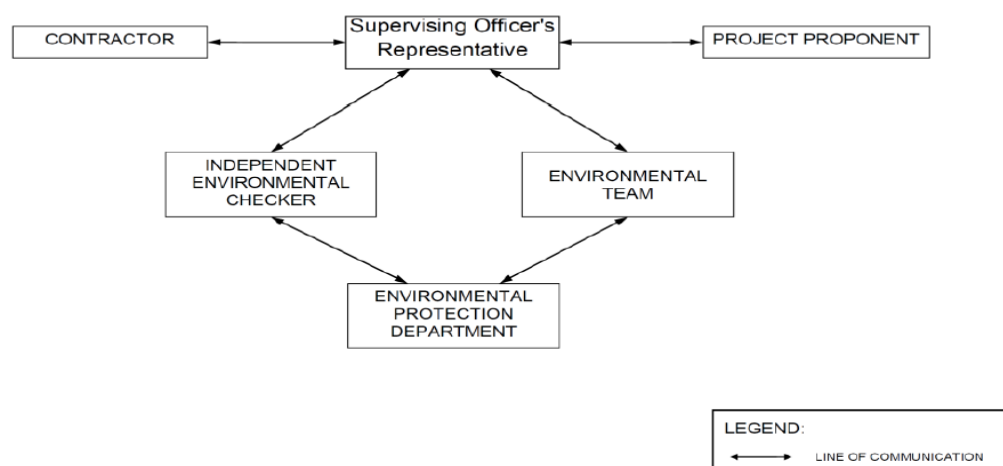 CONTRACTOR
Supervising Officer's
Representative
PROJECT PROPONENT
INDEPENDENT
ENVIRONMENTAL
CHECKER
ENVIRONMENTAL
TEAM
ENVIRONMENTAL
PROTECTION
DEPARTMENT
LEGEND:
LINE OF COMMUNICATION